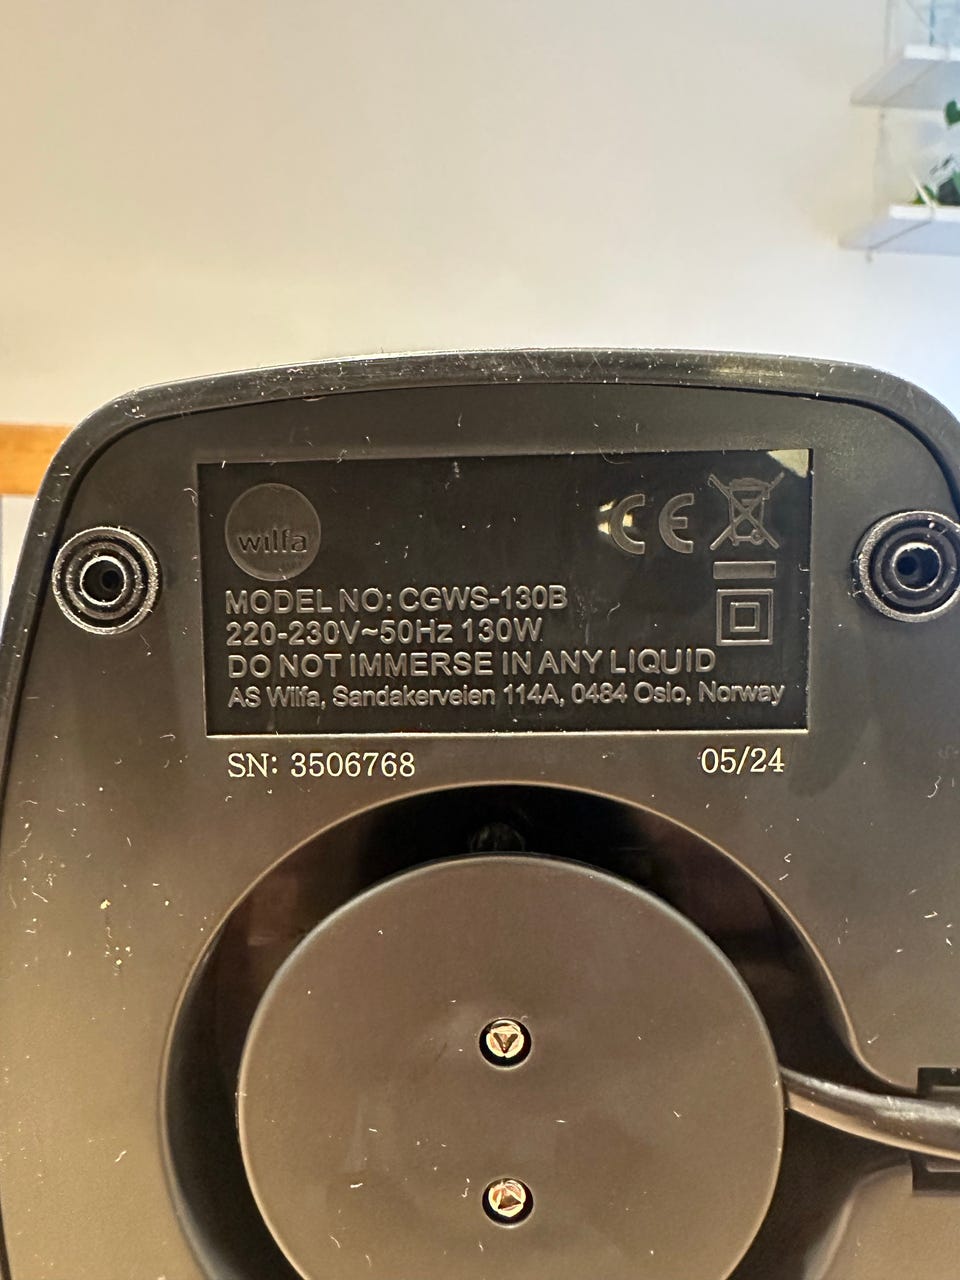 wilfa
CE
MODEL NO: CGWS-130B
220-230V~50Hz 130W
DO NOT IMMERSE IN ANY LIQUID
AS Wilfa, Sandakerveien 114A, 0484 Oslo, Norway
SN: 3506768 05/24